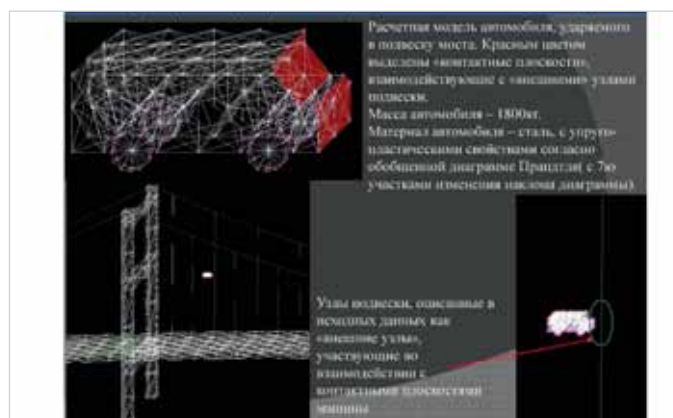 Расчетная модель автомобиля, ударяемого
в подвеску моста. Красным цветом
выделены «контактные плоскости»,
взаимодействующие с «внешними» узлами
подвески.
Масса автомобиля – 1800кг.
Материал автомобиля – сталь, с упруго-
пластическими свойствами согласно
обобщенной диаграмме Прандтля( с 7ю
участками изменения наклона диаграммы)
Узлы подвески, описанные в
исходных данных как
«внешние узлы»,
участвующие во
взаимодействии с
контактными плоскостями
машины